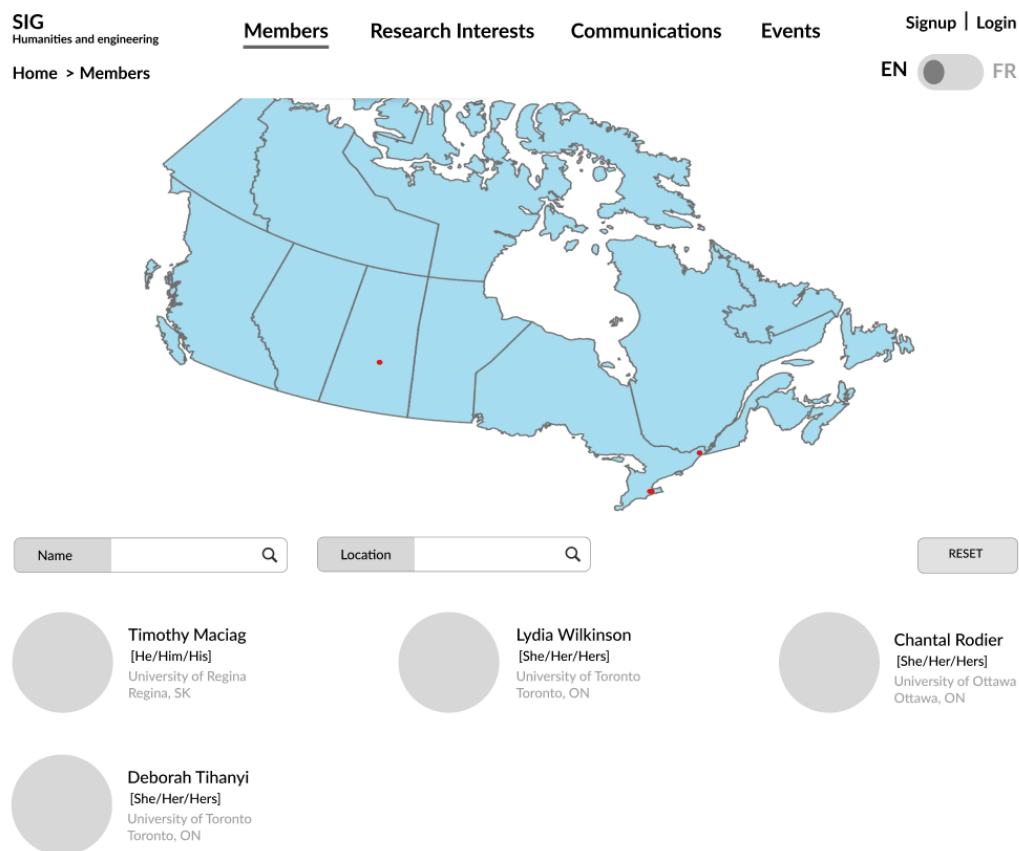 SIG
Humanities and engineering
Members
Research Interests
Communications
Events
Signup | Login
Home > Members
EN
FR
Name
Location
RESET
Timothy Maciag
[He/Him/His]
University of Regina
Regina, SK
Lydia Wilkinson
[She/Her/Hers]
University of Toronto
Toronto, ON
Chantal Rodier
[She/Her/Hers]
University of Ottawa
Ottawa, ON
Deborah Tihanyi
[She/Her/Hers]
University of Toronto
Toronto, ON